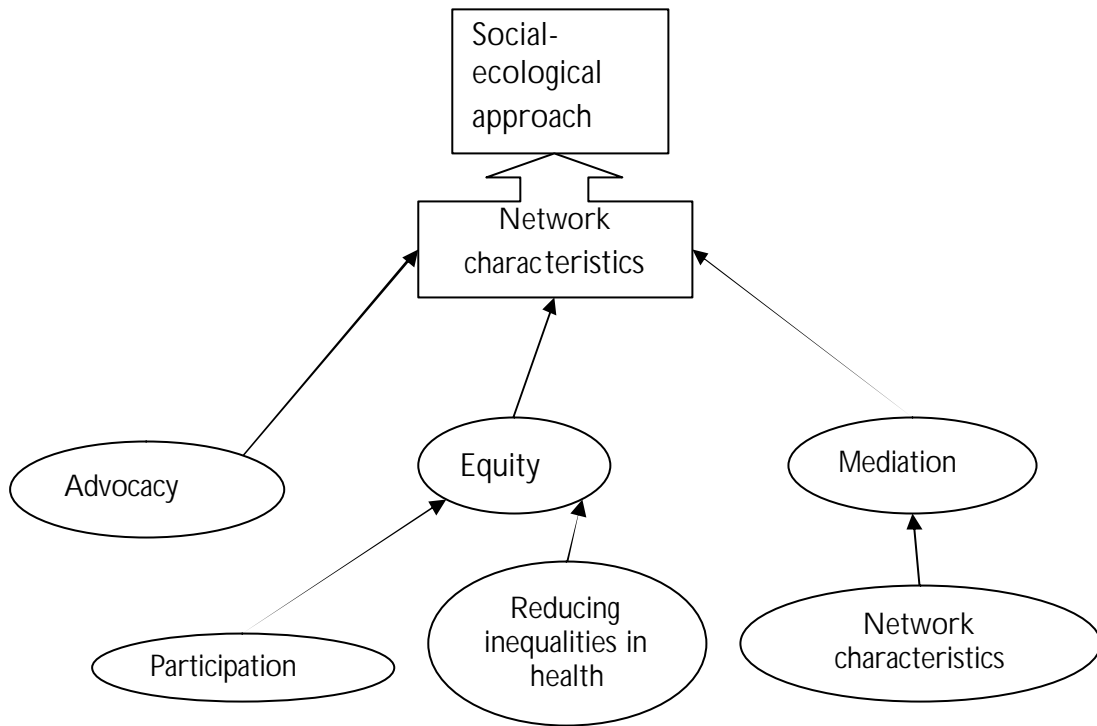 Social-
ecological
approach
Network
characteristics
Advocacy
Equity
Mediation
Participation
Reducing
inequalities in
health
Network
characteristics